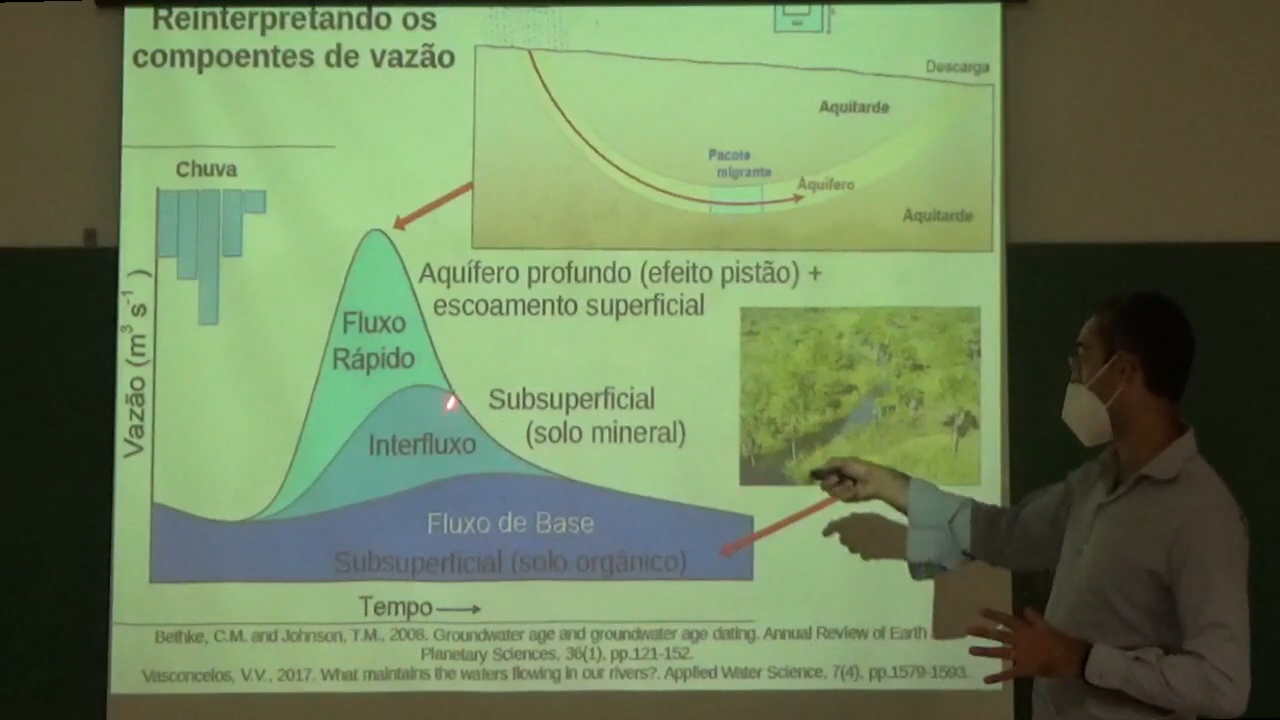 Reinterpretando os
compoentes de vazão
Descarga
Aquitarde
Pacote
migrante
Aquífero
Aquitarde
Chuva
Vazão (m³ s⁻¹)
Aquífero profundo (efeito pistão) +
escoamento superficial
Fluxo
Rápido
Subsuperficial
(solo mineral)
Interfluxo
Fluxo de Base
Subsuperficial (solo orgânico)
Tempo
Bethke, C.M. and Johnson, T.M., 2008. Groundwater age and groundwater age dating. Annual Review of Earth
Planetary Sciences, 36(1), pp.121-152.
Vasconcelos, V.V., 2017. What maintains the waters flowing in our rivers?. Applied Water Science, 7(4), pp.1579-1593.